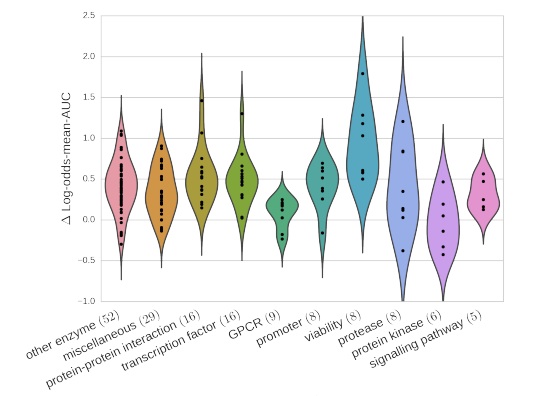 2.5
2.0
1.5
1.0
0.5
0.0
−0.5
−1.0
Δ Log-odds-mean-AUC
other enzyme (52)
miscellaneous (29)
protein-protein interaction (16)
transcription factor (16)
GPCR (9)
promoter (8)
viability (8)
protease (8)
protein kinase (6)
signalling pathway (5)